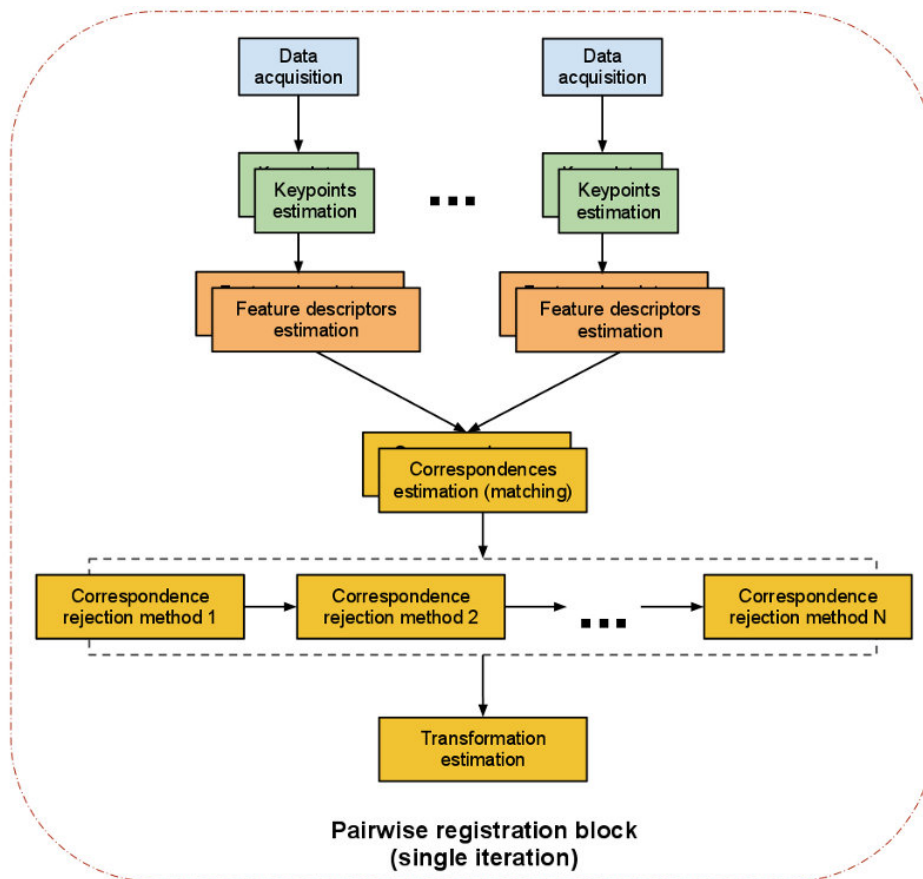 Data
acquisition
Data
acquisition
Keypoints
estimation
Keypoints
estimation
Feature descriptors
estimation
Feature descriptors
estimation
Correspondences
estimation (matching)
Correspondence
rejection method 1
Correspondence
rejection method 2
Correspondence
rejection method N
Transformation
estimation
Pairwise registration block
(single iteration)